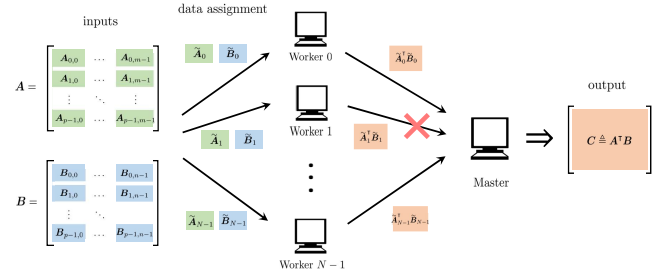 inputs
data assignment
output
A =
A_{0,0} … A_{0,m−1}
A_{1,0} … A_{1,m−1}
⋮ ⋱ ⋮
A_{p−1,0} … A_{p−1,m−1}
B =
B_{0,0} … B_{0,n−1}
B_{1,0} … B_{1,n−1}
⋮ ⋱
B_{p−1,0} … B_{p−1,n−1}
Ã_0 B̃_0
Worker 0
Ã_0^⊺ B̃_0
Ã_1 B̃_1
Worker 1
Ã_1^⊺ B̃_1
Ã_{N−1} B̃_{N−1}
Worker N − 1
Ã_{N−1}^⊺ B̃_{N−1}
Master
C ≜ A^⊺B